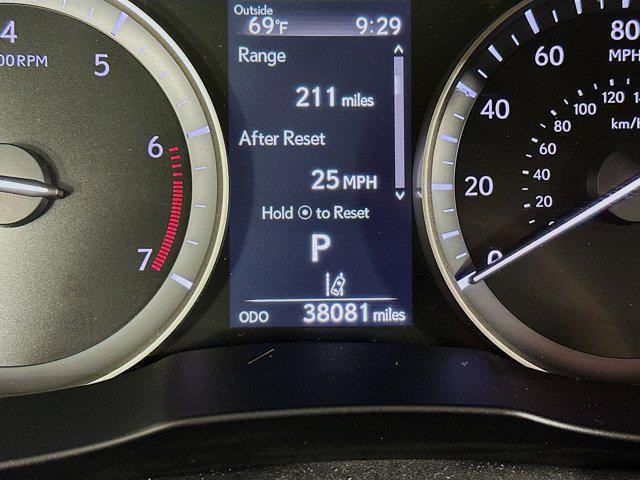 Outside
69°F 9:29
Range
211 miles
After Reset
25 MPH
Hold to Reset
P
ODO 38081 miles
4
5
6
7
00RPM
0
20
40
60
80
MPH
20
40
60
80
100
120
km/h